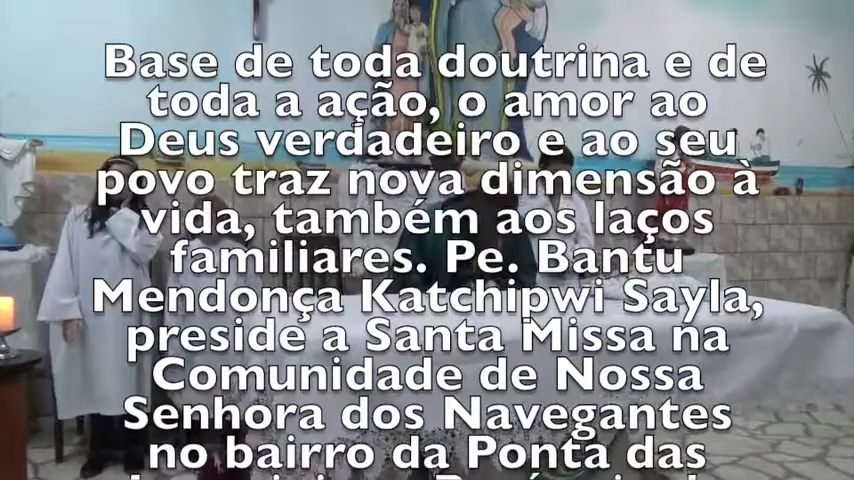 Base de toda doutrina e de
toda a ação, o amor ao
Deus verdadeiro e ao seu
povo traz nova dimensão à
vida, também aos laços
familiares. Pe. Bantu
Mendonça Katchipwi Sayla,
preside a Santa Missa na
Comunidade de Nossa
Senhora dos Navegantes
no bairro da Ponta das